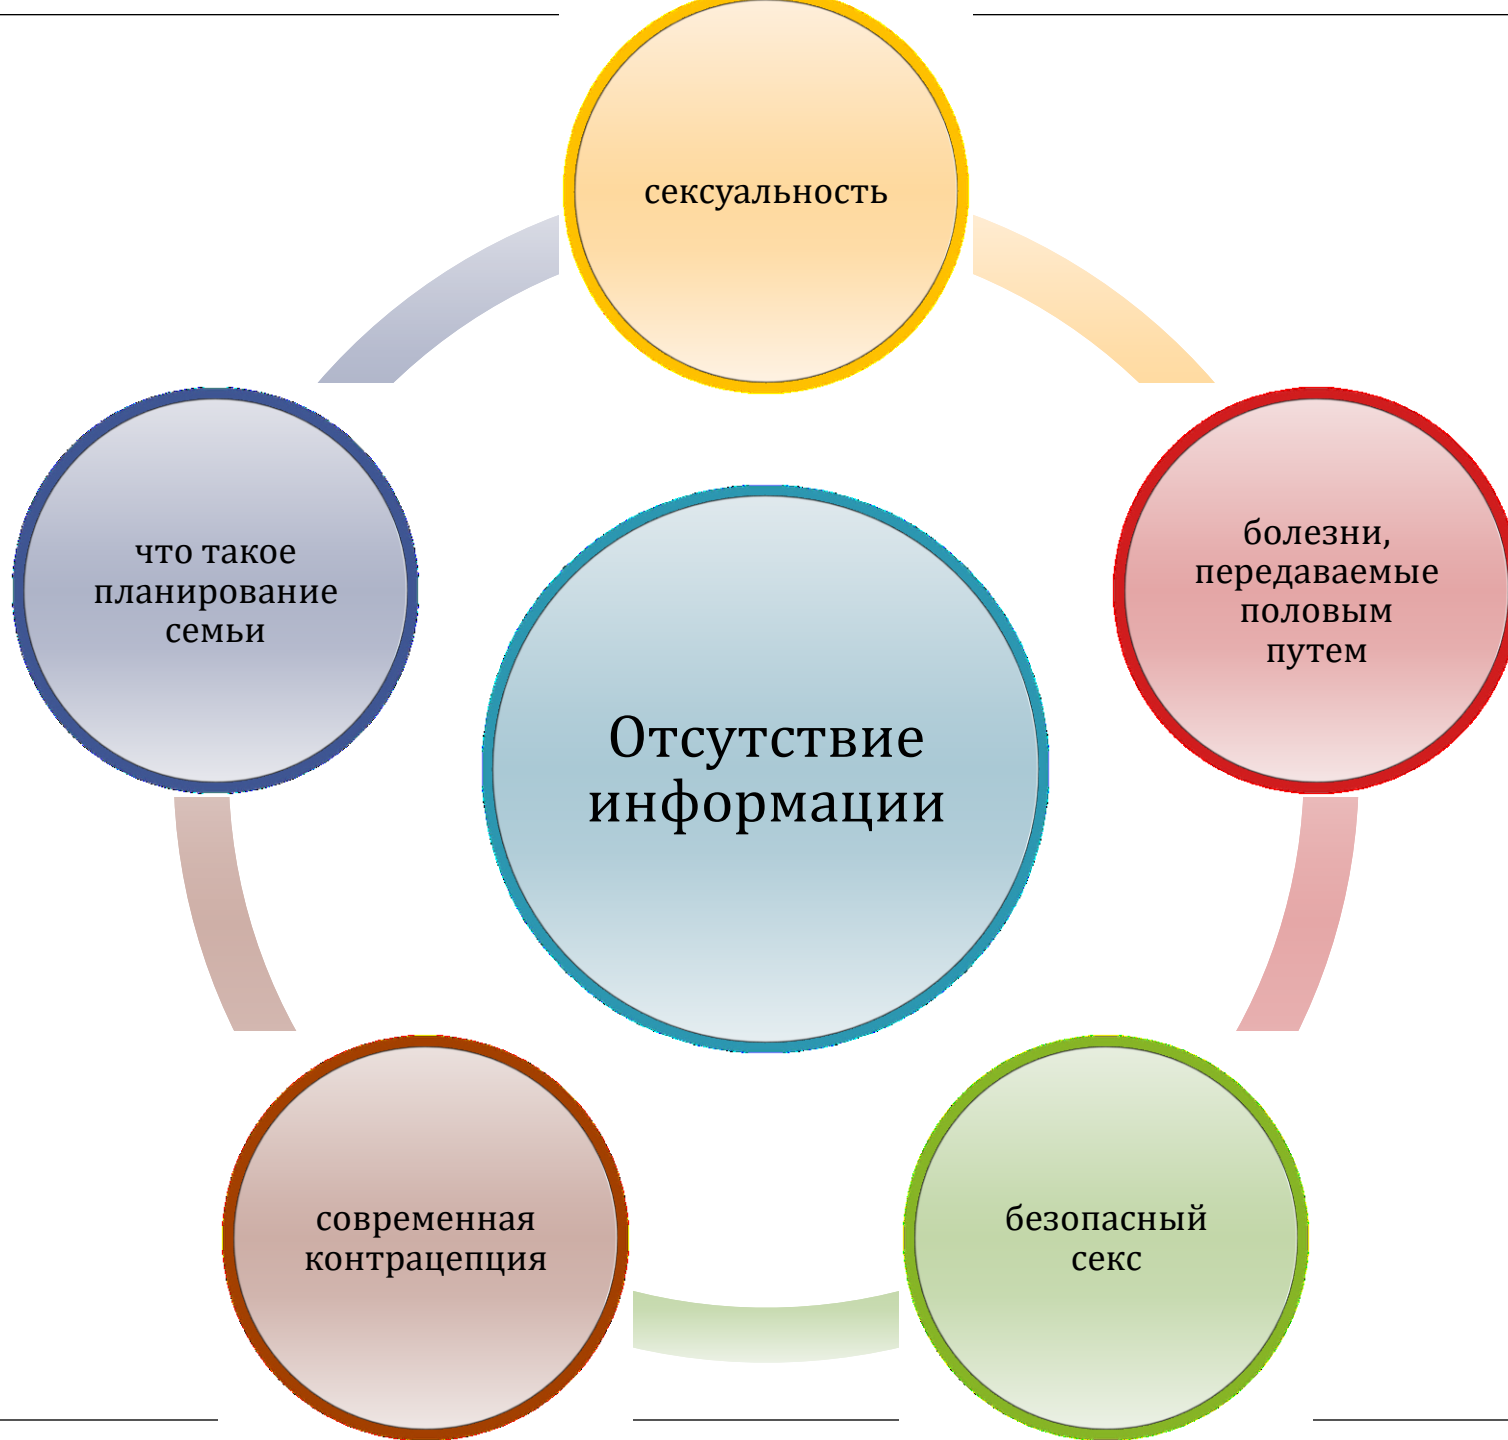 сексуальность
что такое
планирование
семьи
болезни,
передаваемые
половым
путем
Отсутствие
информации
современная
контрацепция
безопасный
секс